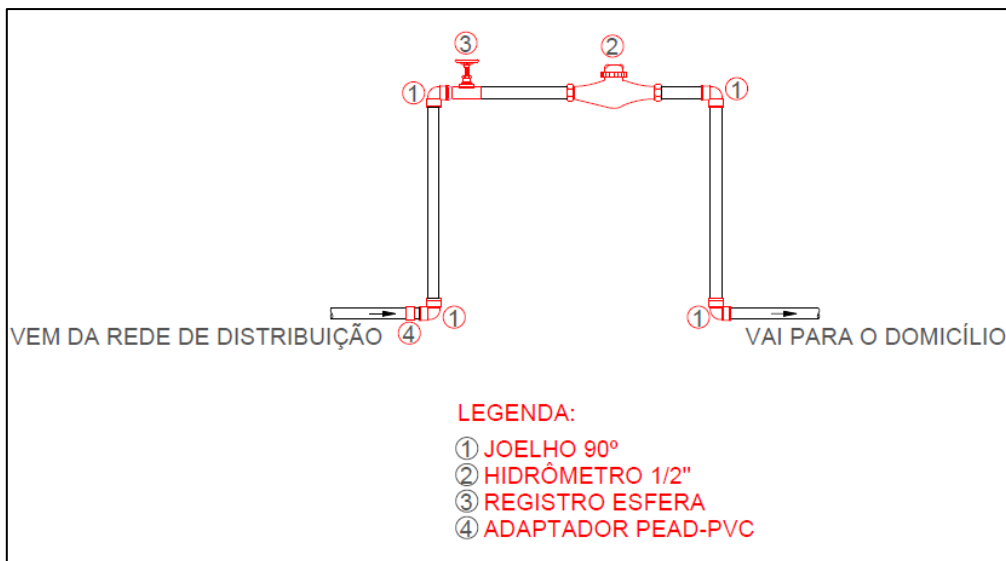 ③
②
①
①
①
①
VEM DA REDE DE DISTRIBUIÇÃO
④
VAI PARA O DOMICÍLIO
LEGENDA:
① JOELHO 90º
② HIDRÔMETRO 1/2"
③ REGISTRO ESFERA
④ ADAPTADOR PEAD-PVC